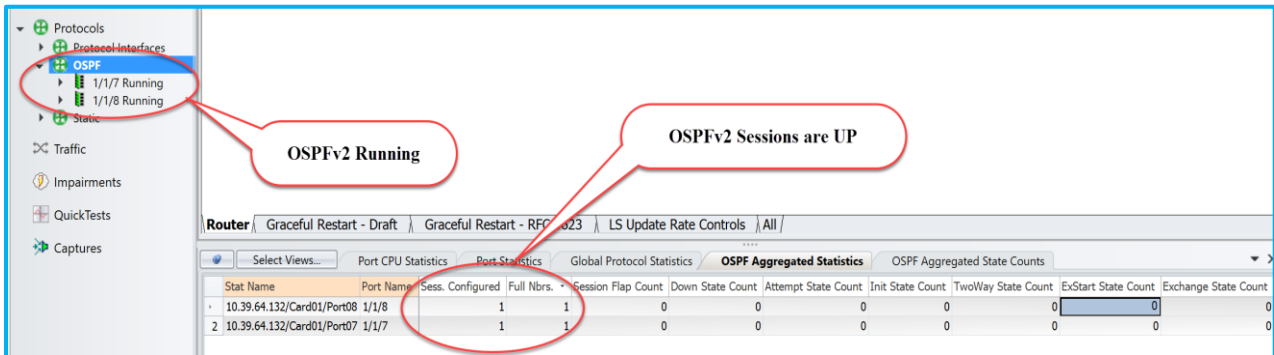 Protocols
Protocol Interfaces
OSPF
1/1/7 Running
1/1/8 Running
Static
Traffic
Impairments
QuickTests
Captures
OSPFv2 Running
OSPFv2 Sessions are UP
Router Graceful Restart - Draft Graceful Restart - RFC 623 LS Update Rate Controls All
Select Views... Port CPU Statistics Port Statistics Global Protocol Statistics OSPF Aggregated Statistics OSPF Aggregated State Counts
Stat Name Port Name Sess. Configured Full Nbrs. Session Flap Count Down State Count Attempt State Count Init State Count TwoWay State Count ExStart State Count Exchange State Count
10.39.64.132/Card01/Port08 1/1/8 1 1 0 0 0 0 0 0 0
2 10.39.64.132/Card01/Port07 1/1/7 1 1 0 0 0 0 0 0 0